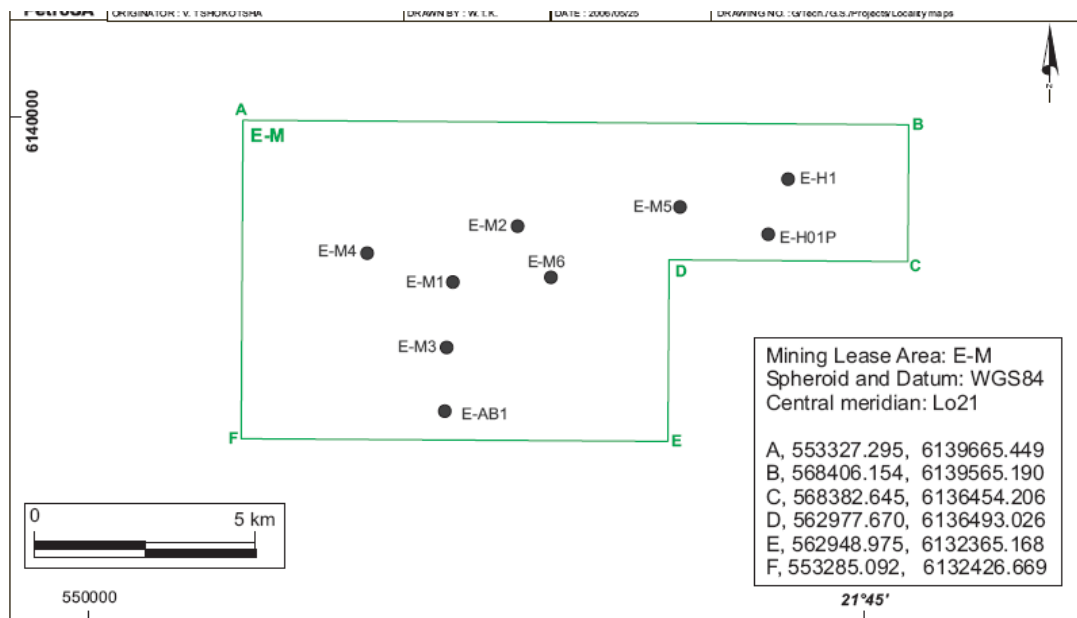 PetroSA ORIGINATOR : V. TSHOKOTSHA DRAWN BY : W.T.K. DATE : 2006/05/25 DRAWING NO. : G/Tech./G.S./Projects/Locality maps
N
6140000
A
B
E-M
E-H1
E-M5
E-M2
E-H01P
E-M4
E-M6
D
C
E-M1
E-M3
E-AB1
F
E
Mining Lease Area: E-M
Spheroid and Datum: WGS84
Central meridian: Lo21
A, 553327.295, 6139665.449
B, 568406.154, 6139565.190
C, 568382.645, 6136454.206
D, 562977.670, 6136493.026
E, 562948.975, 6132365.168
F, 553285.092, 6132426.669
0 5 km
550000
21°45'